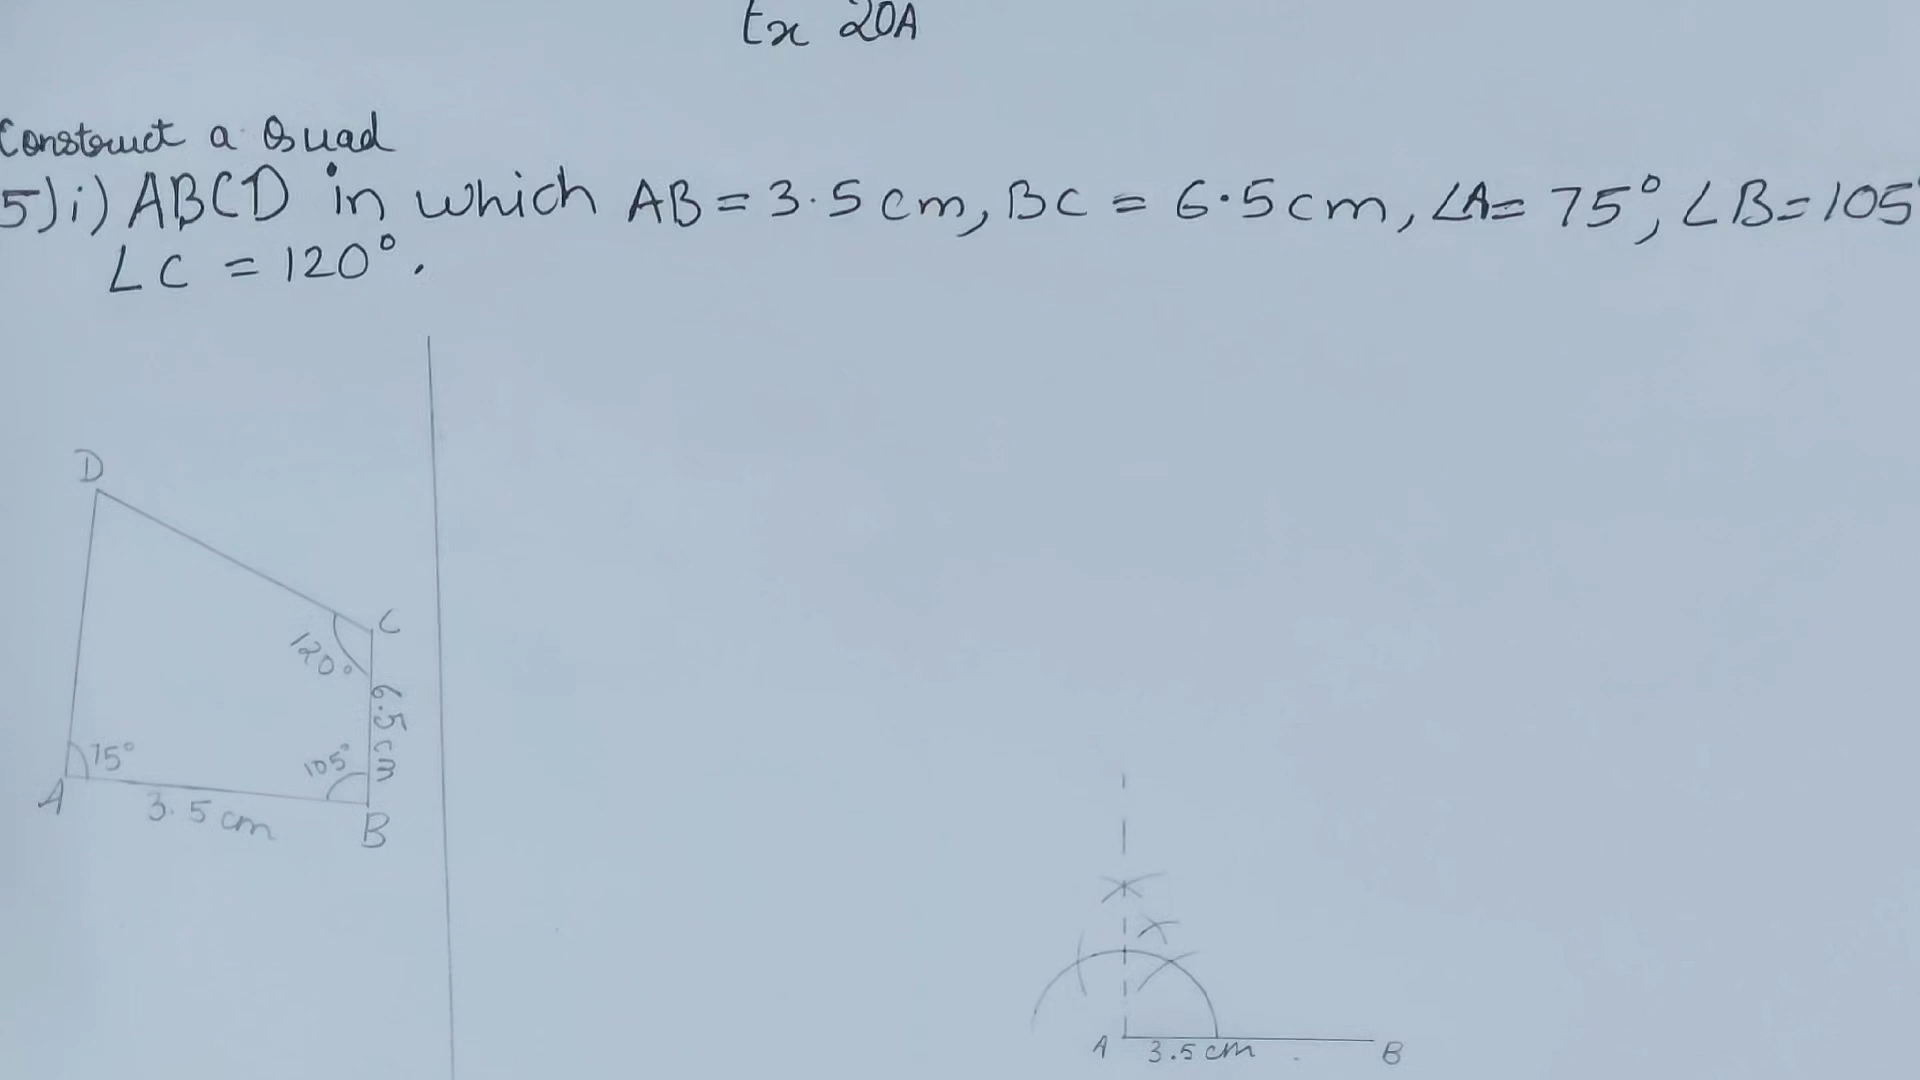 Ex 20A
Construct a Quad
5)i) ABCD in which AB = 3.5 cm, BC = 6.5 cm, ∠A= 75°, ∠B=105°
∠C = 120°.
D
C
120°
6.5 cm
75°
105°
A
3.5 cm
B
A 3.5 cm B